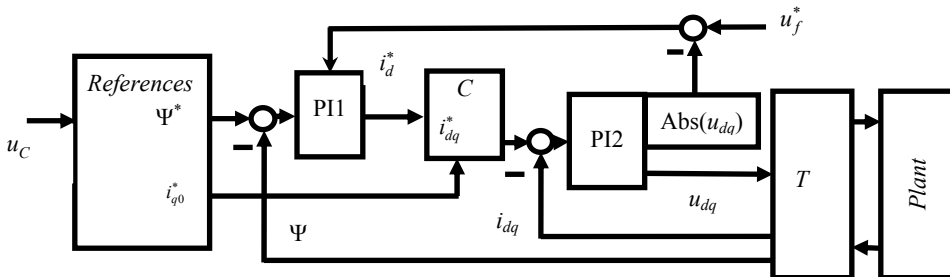 u_f^*
References
i_d^*
C
Ψ^*
PI1
i_{dq}^*
PI2
Abs(u_{dq})
u_C
T
Plant
i_{q0}^*
u_{dq}
Ψ
i_{dq}